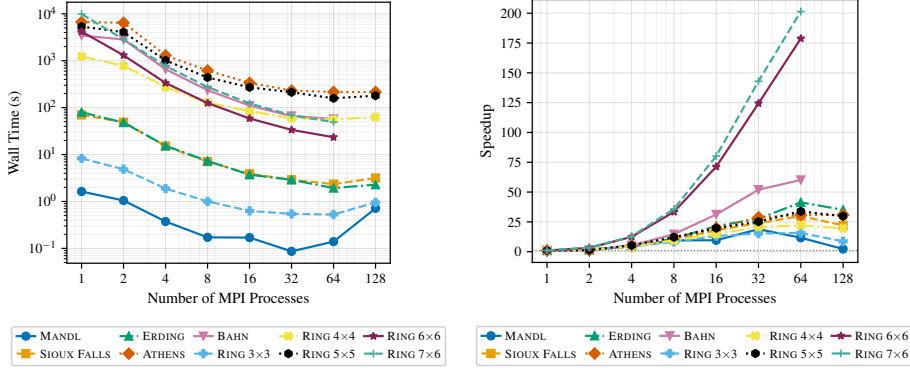 10⁴
10³
10²
10¹
10⁰
10⁻¹
Wall Time (s)
1 2 4 8 16 32 64 128
Number of MPI Processes
MANDL ERDING BAHN RING 4×4 RING 6×6
SIOUX FALLS ATHENS RING 3×3 RING 5×5 RING 7×6
200
175
150
125
100
75
50
25
0
Speedup
1 2 4 8 16 32 64 128
Number of MPI Processes
MANDL ERDING BAHN RING 4×4 RING 6×6
SIOUX FALLS ATHENS RING 3×3 RING 5×5 RING 7×6